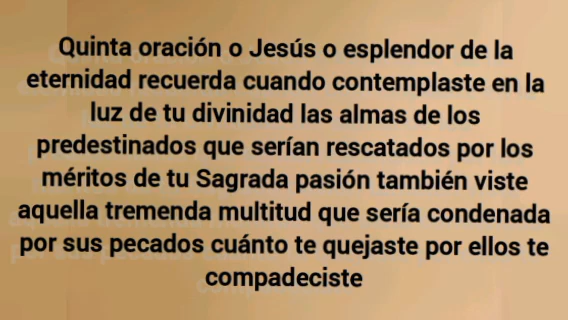 Quinta oración o Jesús o esplendor de la
eternidad recuerda cuando contemplaste en la
luz de tu divinidad las almas de los
predestinados que serían rescatados por los
méritos de tu Sagrada pasión también viste
aquella tremenda multitud que sería condenada
por sus pecados cuánto te quejaste por ellos te
compadeciste